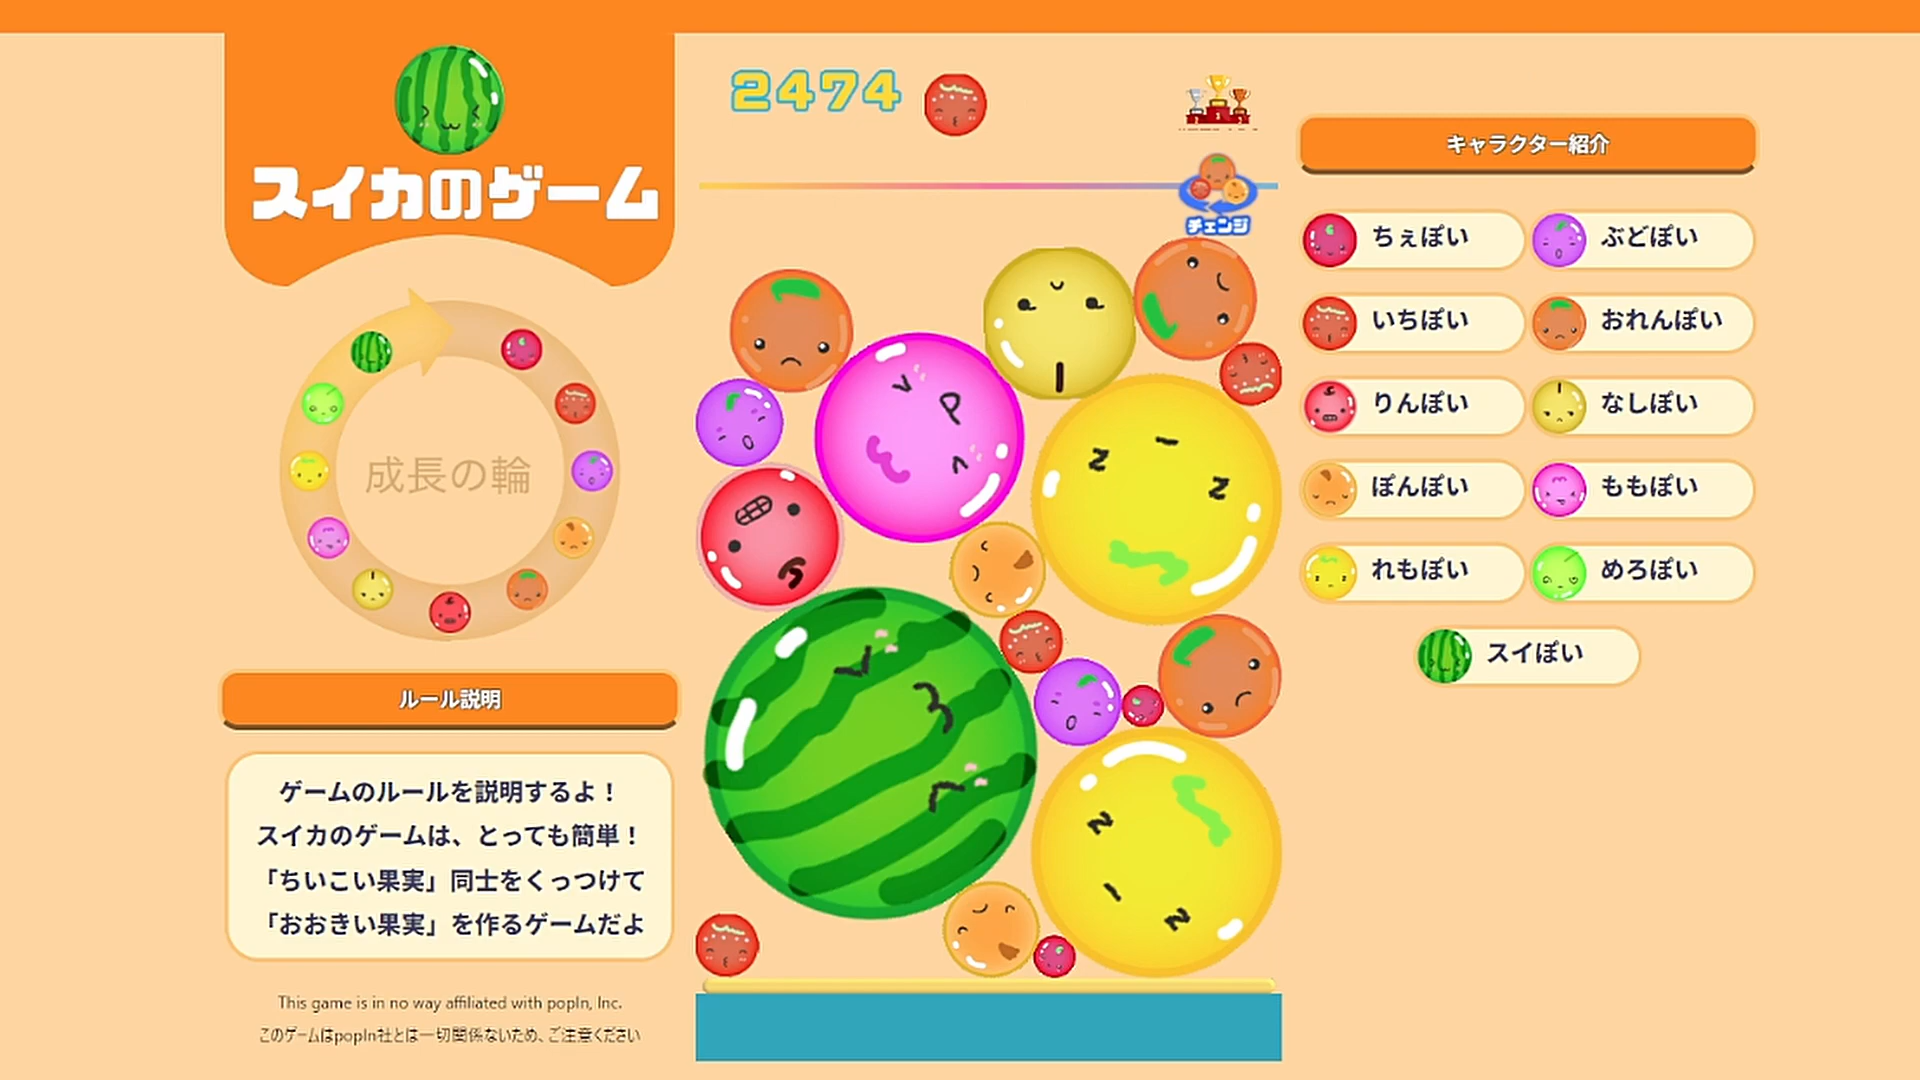 スイカのゲーム
成長の輪
ルール説明
ゲームのルールを説明するよ！
スイカのゲームは、とっても簡単！
「ちいこい果実」同士をくっつけて
「おおきい果実」を作るゲームだよ
This game is in no way affiliated with popIn, Inc.
このゲームはpopIn社とは一切関係ないため、ご注意ください
2474
チェンジ
キャラクター紹介
ちぇぽい
ぶどぽい
いちぽい
おれんぽい
りんぽい
なしぽい
ぽんぽい
ももぽい
れもぽい
めろぽい
スイぽい